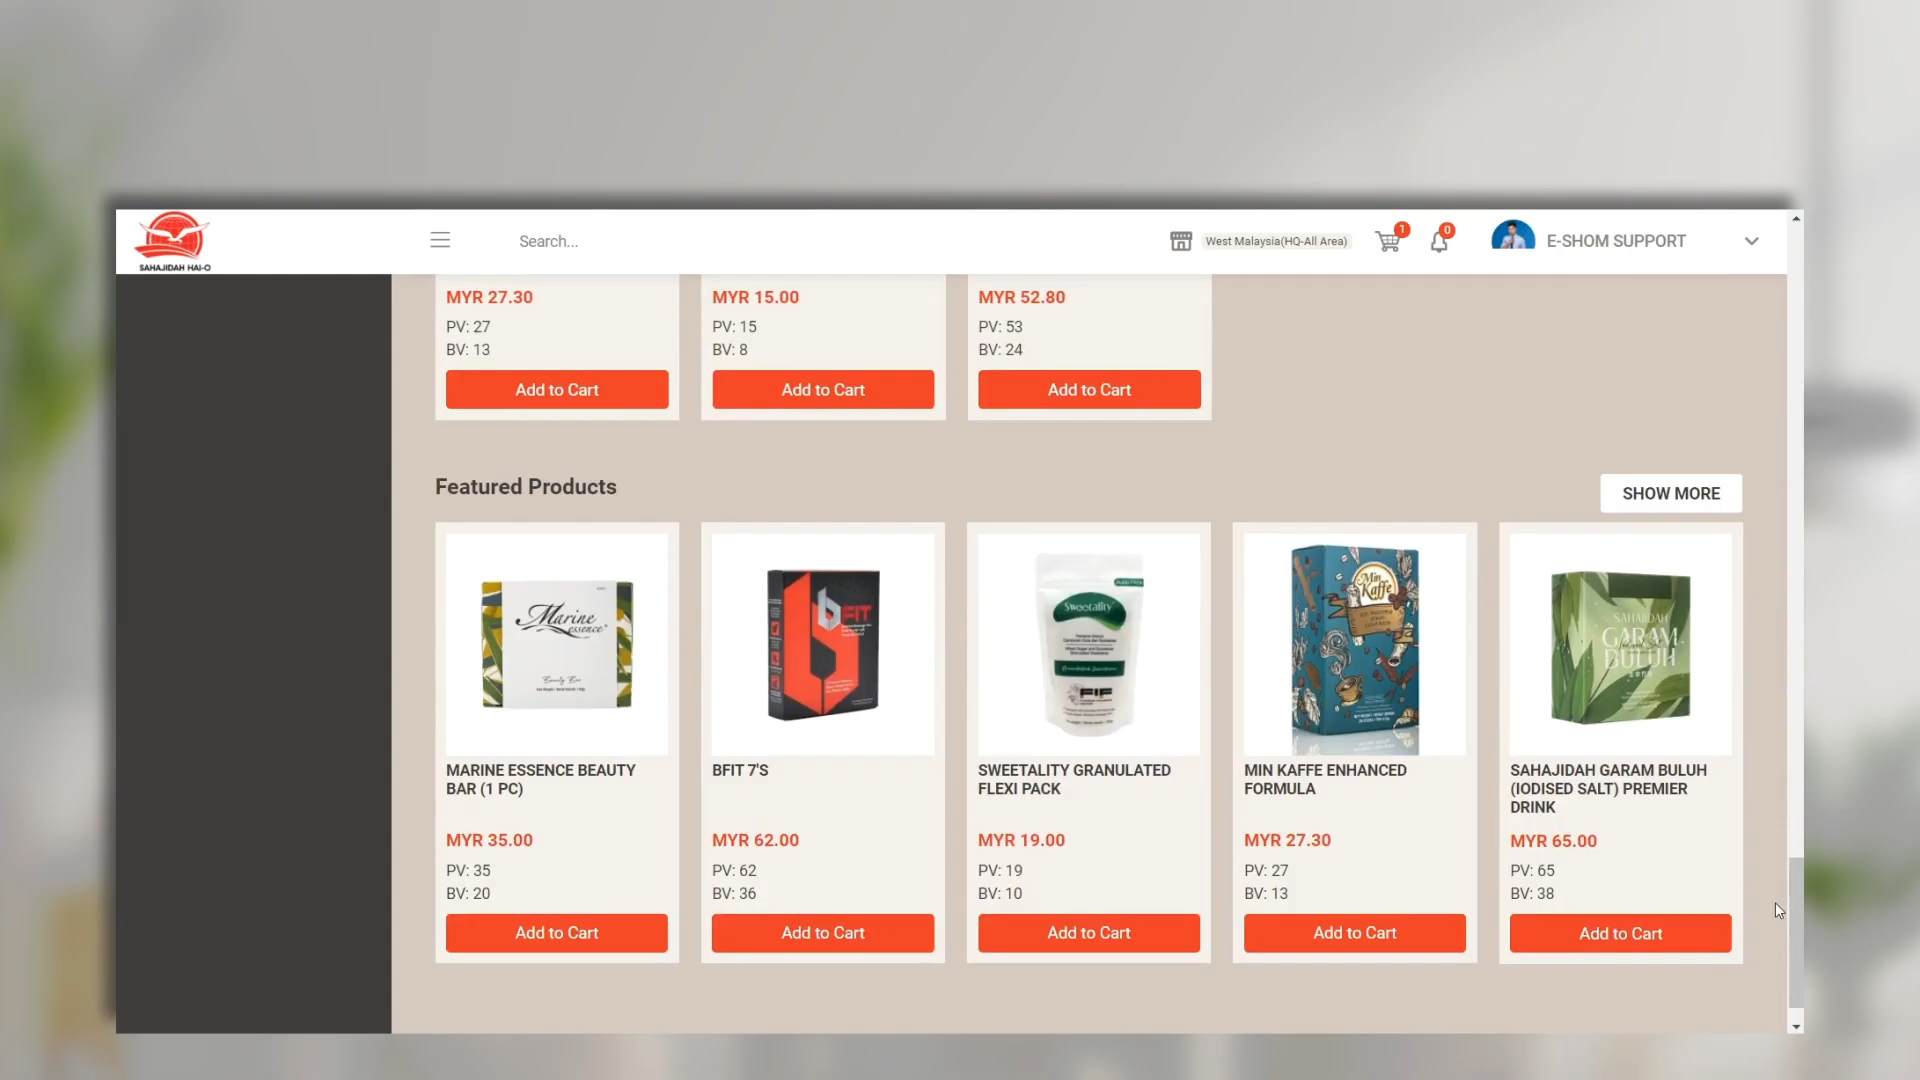 SAHAJIDAH HAI-O
Search...
West Malaysia(HQ-All Area)
1
0
E-SHOM SUPPORT
MYR 27.30
PV: 27
BV: 13
Add to Cart
MYR 15.00
PV: 15
BV: 8
Add to Cart
MYR 52.80
PV: 53
BV: 24
Add to Cart
Featured Products
SHOW MORE
Marine
essence
Beauty Bar
MARINE ESSENCE BEAUTY
BAR (1 PC)
MYR 35.00
PV: 35
BV: 20
Add to Cart
bFIT
BFIT 7'S
MYR 62.00
PV: 62
BV: 36
Add to Cart
Sweetality
FIF
SWEETALITY GRANULATED
FLEXI PACK
MYR 19.00
PV: 19
BV: 10
Add to Cart
Min
Kaffe
MIN KAFFE ENHANCED
FORMULA
MYR 27.30
PV: 27
BV: 13
Add to Cart
SAHAJIDAH
GARAM
BULUH
SAHAJIDAH GARAM BULUH
(IODISED SALT) PREMIER
DRINK
MYR 65.00
PV: 65
BV: 38
Add to Cart